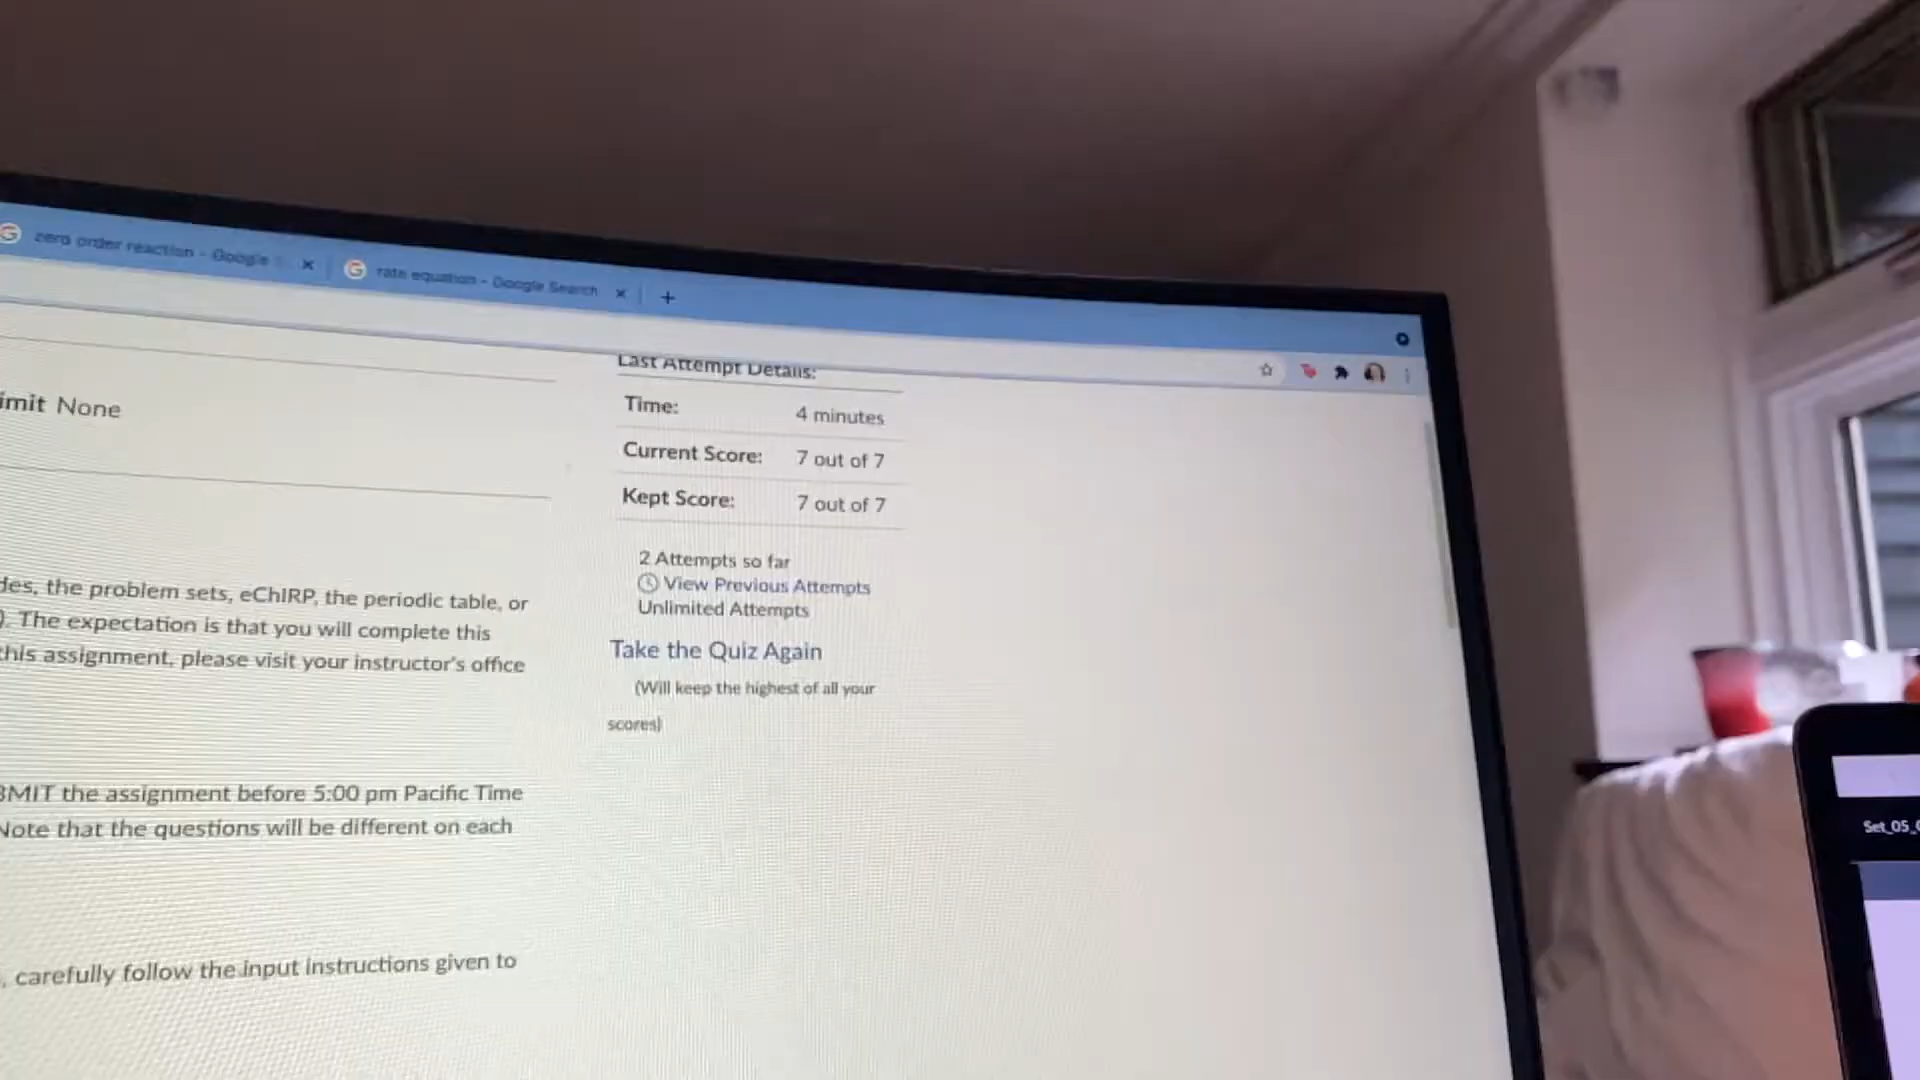 zero order reaction - Google
rate equation - Google Search
Last Attempt Details:
imit None
Time: 4 minutes
Current Score: 7 out of 7
Kept Score: 7 out of 7
2 Attempts so far
View Previous Attempts
Unlimited Attempts
Take the Quiz Again
(Will keep the highest of all your
scores)
des, the problem sets, eChIRP, the periodic table, or
). The expectation is that you will complete this
this assignment, please visit your instructor's office
BMIT the assignment before 5:00 pm Pacific Time
Note that the questions will be different on each
, carefully follow the input instructions given to
Set_05_